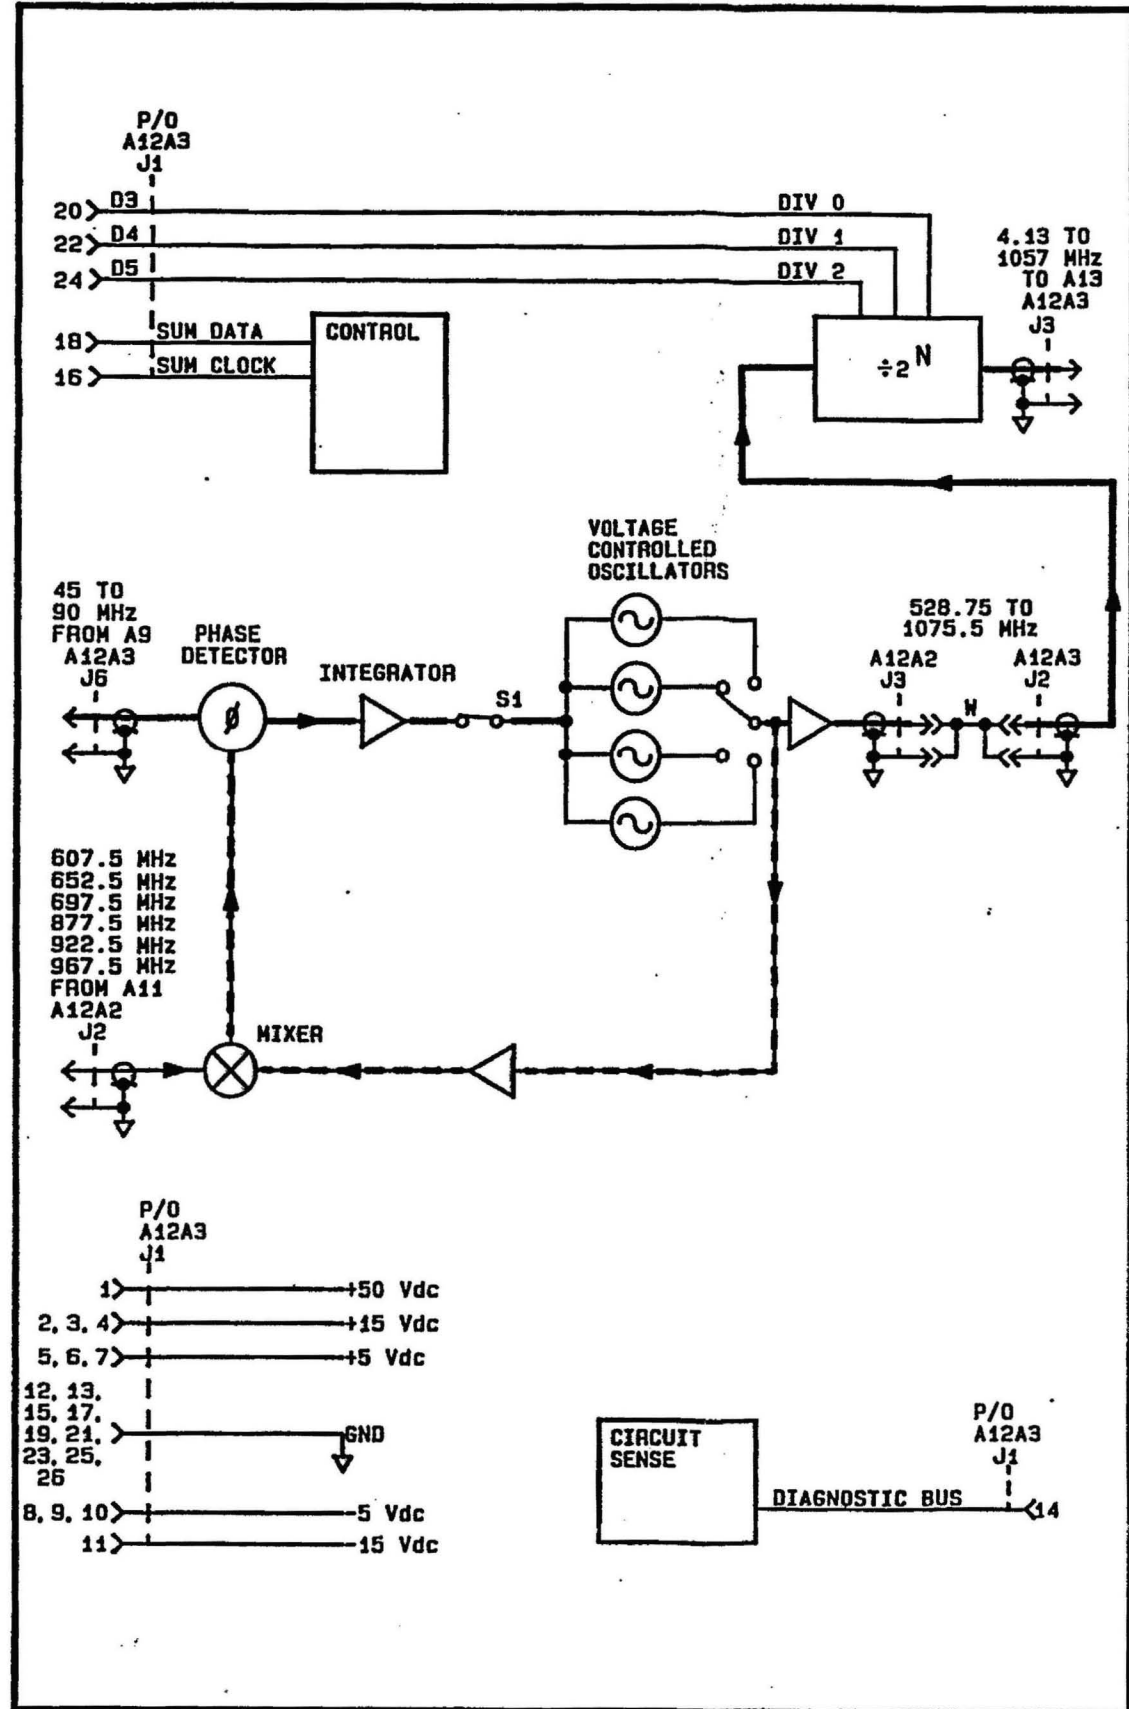 P/O
A12A3
J1
20 D3 DIV 0
22 D4 DIV 1
24 D5 DIV 2
18 SUM DATA
16 SUM CLOCK
CONTROL
÷2 N
4.13 TO
1057 MHz
TO A13
A12A3
J3
VOLTAGE
CONTROLLED
OSCILLATORS
45 TO
90 MHz
FROM A9
A12A3
J6
PHASE
DETECTOR
Ø
INTEGRATOR
S1
528.75 TO
1075.5 MHz
A12A2
J3
W
A12A3
J2
607.5 MHz
652.5 MHz
697.5 MHz
877.5 MHz
922.5 MHz
967.5 MHz
FROM A11
A12A2
J2
MIXER
P/O
A12A3
J1
1 +50 Vdc
2, 3, 4 +15 Vdc
5, 6, 7 +5 Vdc
12, 13,
15, 17,
19, 21, GND
23, 25,
26
8, 9, 10 -5 Vdc
11 -15 Vdc
CIRCUIT
SENSE
DIAGNOSTIC BUS
P/O
A12A3
J1
14